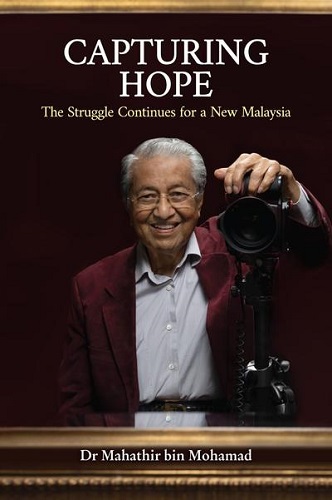 CAPTURING
HOPE
The Struggle Continues for a New Malaysia
Dr Mahathir bin Mohamad